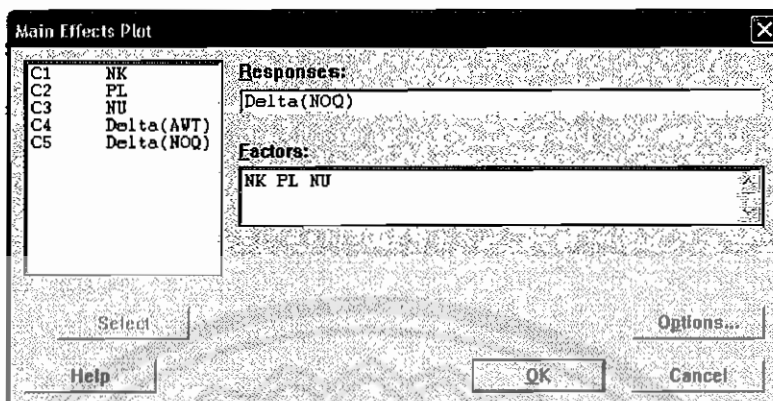 Main Effects Plot
C1 NK
C2 PL
C3 NU
C4 Delta(AWT)
C5 Delta(NOQ)
Responses:
Delta(NOQ)
Factors:
NK PL NU
Select
Options...
Help
OK
Cancel